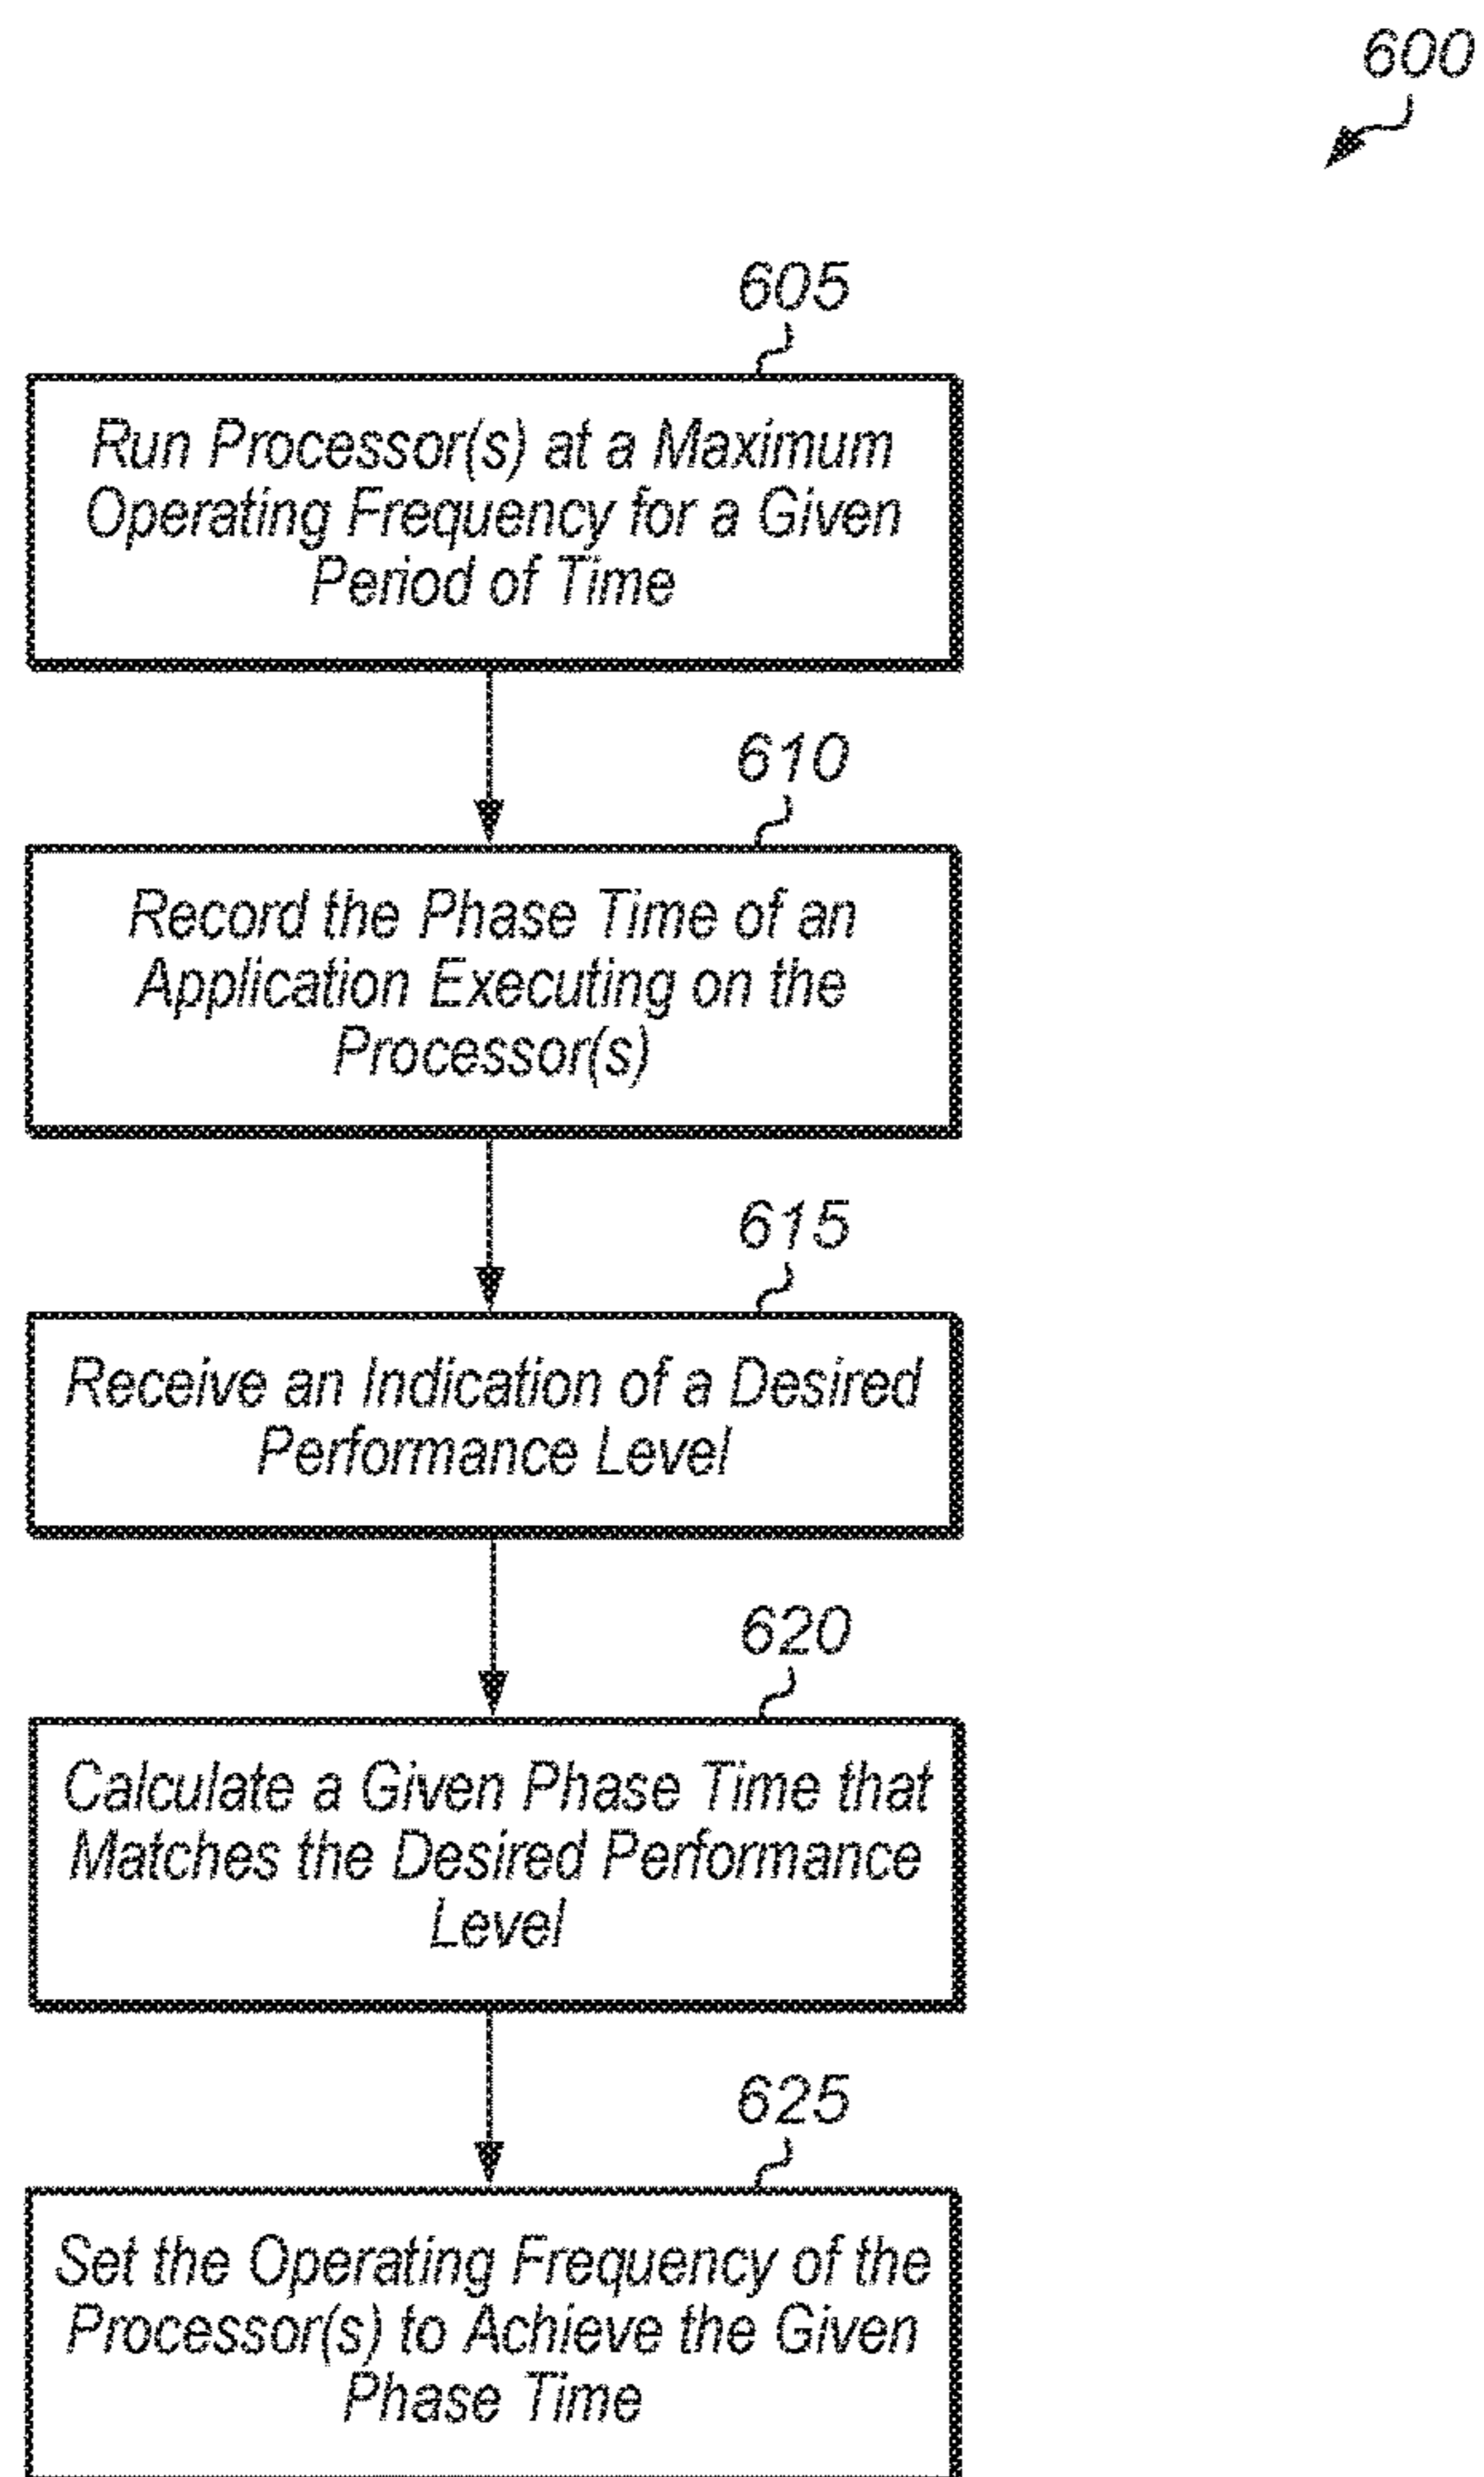 600
605
Run Processor(s) at a Maximum
Operating Frequency for a Given
Period of Time
610
Record the Phase Time of an
Application Executing on the
Processor(s)
615
Receive an Indication of a Desired
Performance Level
620
Calculate a Given Phase Time that
Matches the Desired Performance
Level
625
Set the Operating Frequency of the
Processor(s) to Achieve the Given
Phase Time